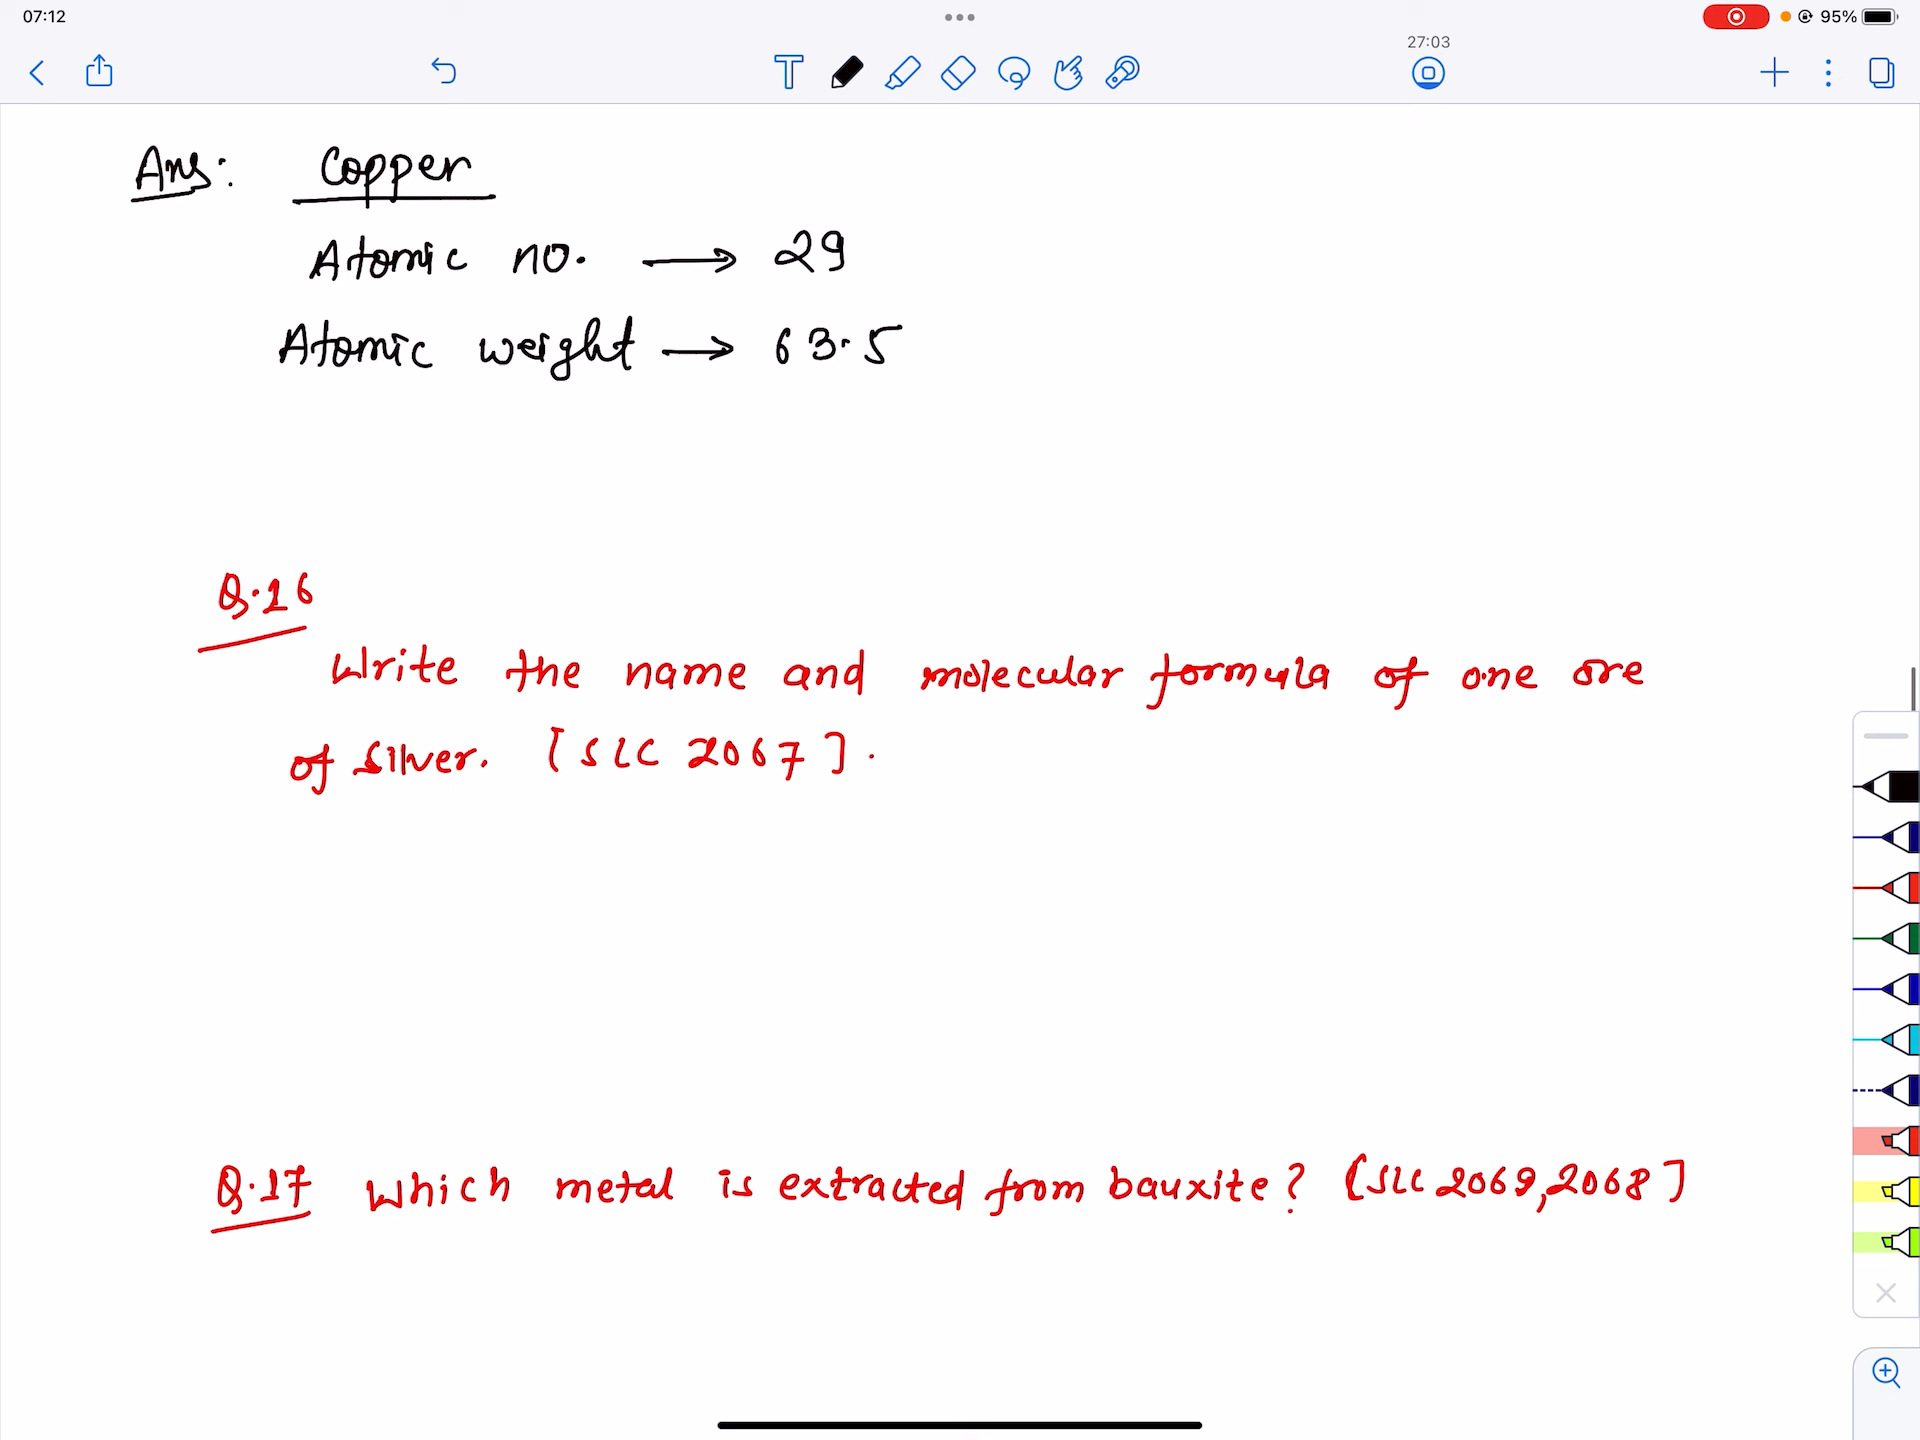 07:12
95%
27:03
Ans: Copper
Atomic no. → 29
Atomic weight → 63.5
Q.16
Write the name and molecular formula of one ore
of silver. [SLC 2067].
Q.17 Which metal is extracted from bauxite? [SLC 2069, 2068]